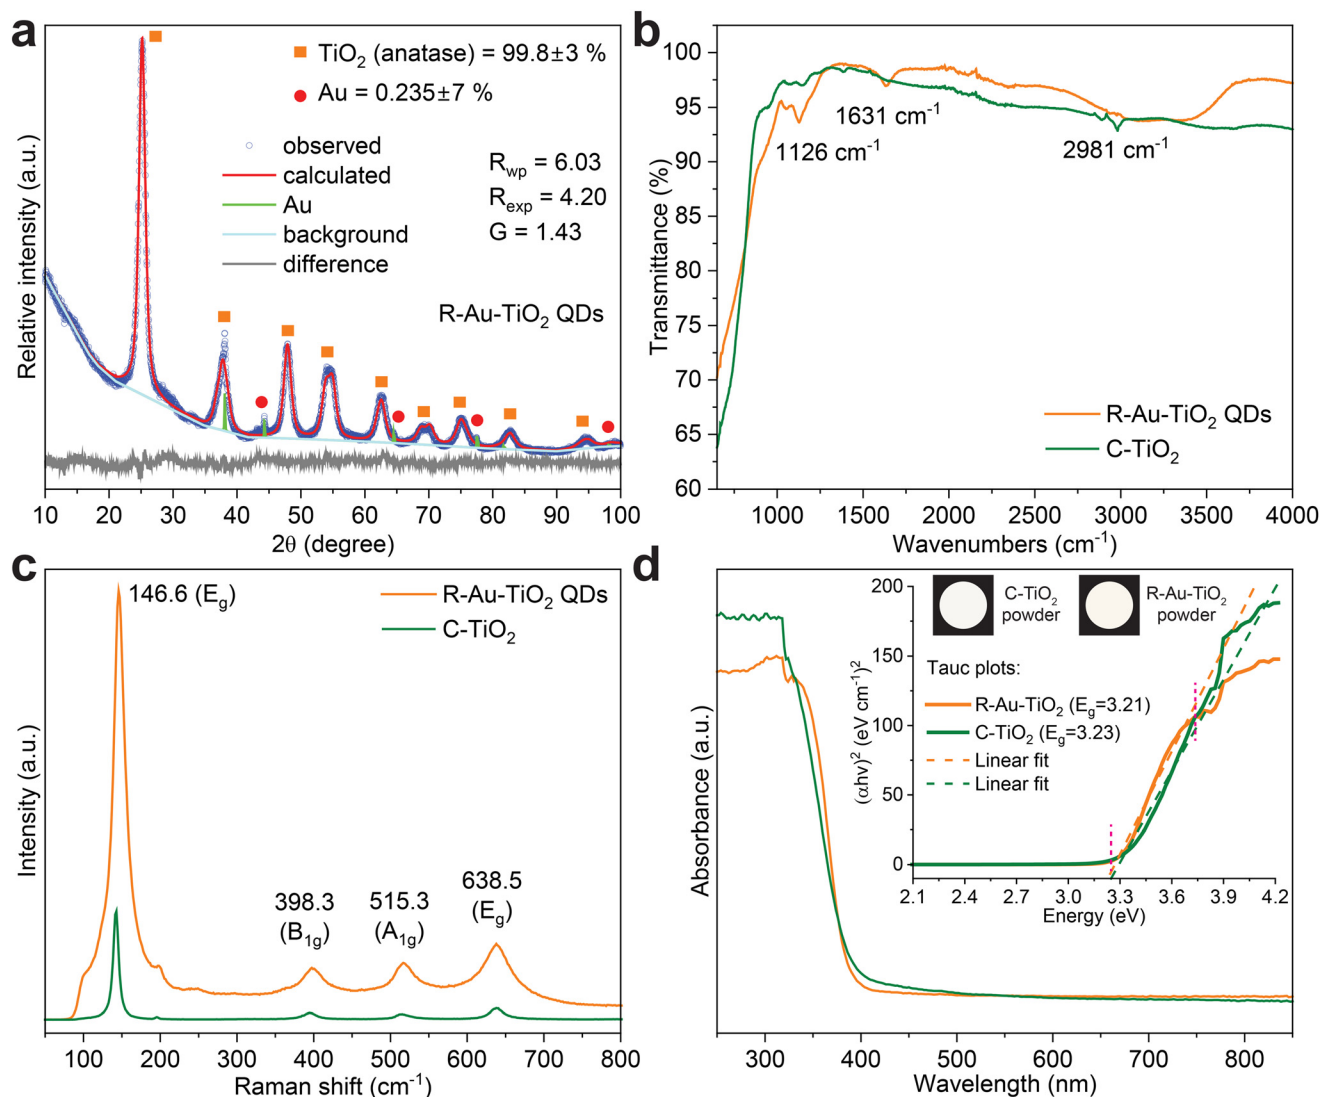 a
TiO₂ (anatase) = 99.8±3 %
Au = 0.235±7 %
observed
calculated
Au
background
difference
R_wp = 6.03
R_exp = 4.20
G = 1.43
R-Au-TiO₂ QDs
Relative intensity (a.u.)
10 20 30 40 50 60 70 80 90 100
2θ (degree)
b
100
95
90
85
80
75
70
65
60
Transmittance (%)
1631 cm⁻¹
1126 cm⁻¹
2981 cm⁻¹
R-Au-TiO₂ QDs
C-TiO₂
1000 1500 2000 2500 3000 3500 4000
Wavenumbers (cm⁻¹)
c
146.6 (E_g)
R-Au-TiO₂ QDs
C-TiO₂
398.3
(B₁g)
515.3
(A₁g)
638.5
(E_g)
Intensity (a.u.)
100 200 300 400 500 600 700 800
Raman shift (cm⁻¹)
d
Absorbance (a.u.)
200
150
100
50
0
(αhν)² (eV cm⁻¹)²
C-TiO₂
powder
R-Au-TiO₂
powder
Tauc plots:
R-Au-TiO₂ (E_g=3.21)
C-TiO₂ (E_g=3.23)
Linear fit
Linear fit
2.1 2.4 2.7 3.0 3.3 3.6 3.9 4.2
Energy (eV)
300 400 500 600 700 800
Wavelength (nm)